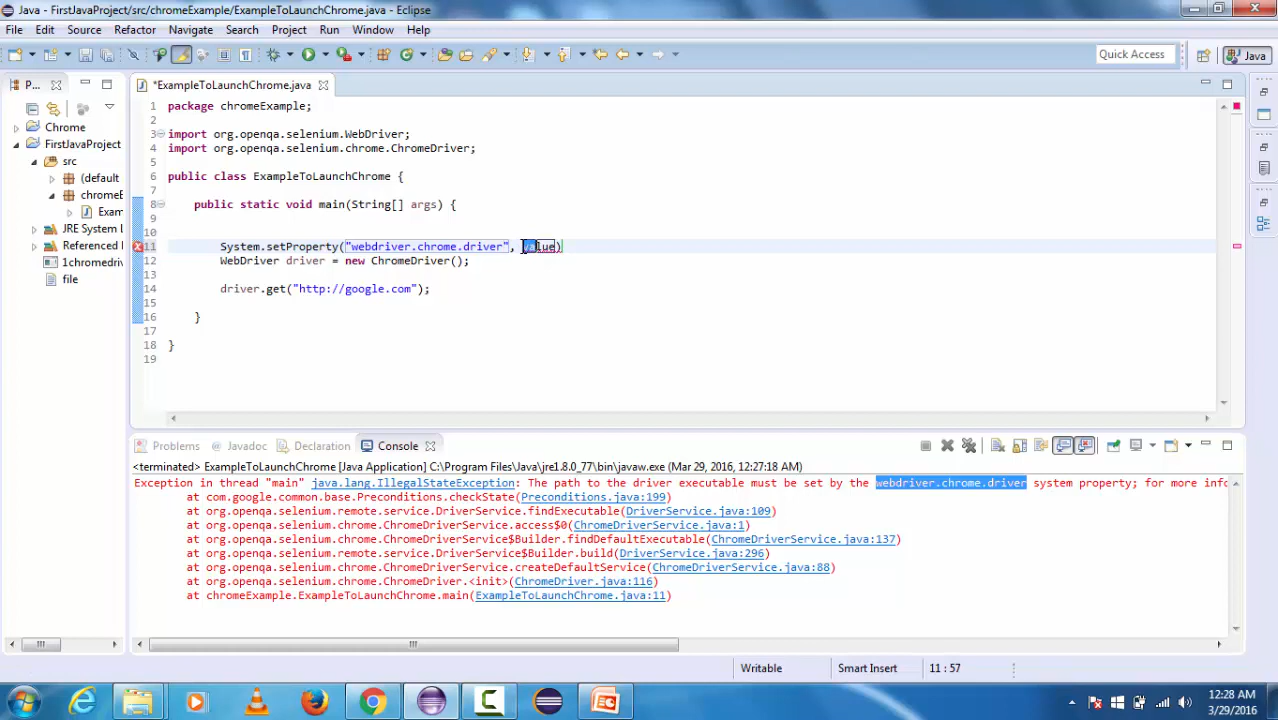 Java - FirstJavaProject/src/chromeExample/ExampleToLaunchChrome.java - Eclipse
File Edit Source Refactor Navigate Search Project Run Window Help
Quick Access
Java
P...
*ExampleToLaunchChrome.java
Chrome
FirstJavaProject
src
(default
chromeE
Exam
JRE System L
Referenced
1chromedriv
file
1 package chromeExample;
2
3 import org.openqa.selenium.WebDriver;
4 import org.openqa.selenium.chrome.ChromeDriver;
5
6 public class ExampleToLaunchChrome {
7
8 public static void main(String[] args) {
9
10
11 System.setProperty("webdriver.chrome.driver", value)
12 WebDriver driver = new ChromeDriver();
13
14 driver.get("http://google.com");
15
16 }
17
18 }
19
Problems @ Javadoc Declaration Console
<terminated> ExampleToLaunchChrome [Java Application] C:\Program Files\Java\jre1.8.0_77\bin\javaw.exe (Mar 29, 2016, 12:27:18 AM)
Exception in thread "main" java.lang.IllegalStateException: The path to the driver executable must be set by the webdriver.chrome.driver system property; for more info
at com.google.common.base.Preconditions.checkState(Preconditions.java:199)
at org.openqa.selenium.remote.service.DriverService.findExecutable(DriverService.java:109)
at org.openqa.selenium.chrome.ChromeDriverService.access$0(ChromeDriverService.java:1)
at org.openqa.selenium.chrome.ChromeDriverService$Builder.findDefaultExecutable(ChromeDriverService.java:137)
at org.openqa.selenium.remote.service.DriverService$Builder.build(DriverService.java:296)
at org.openqa.selenium.chrome.ChromeDriverService.createDefaultService(ChromeDriverService.java:88)
at org.openqa.selenium.chrome.ChromeDriver.<init>(ChromeDriver.java:116)
at chromeExample.ExampleToLaunchChrome.main(ExampleToLaunchChrome.java:11)
Writable Smart Insert 11 : 57
12:28 AM
3/29/2016